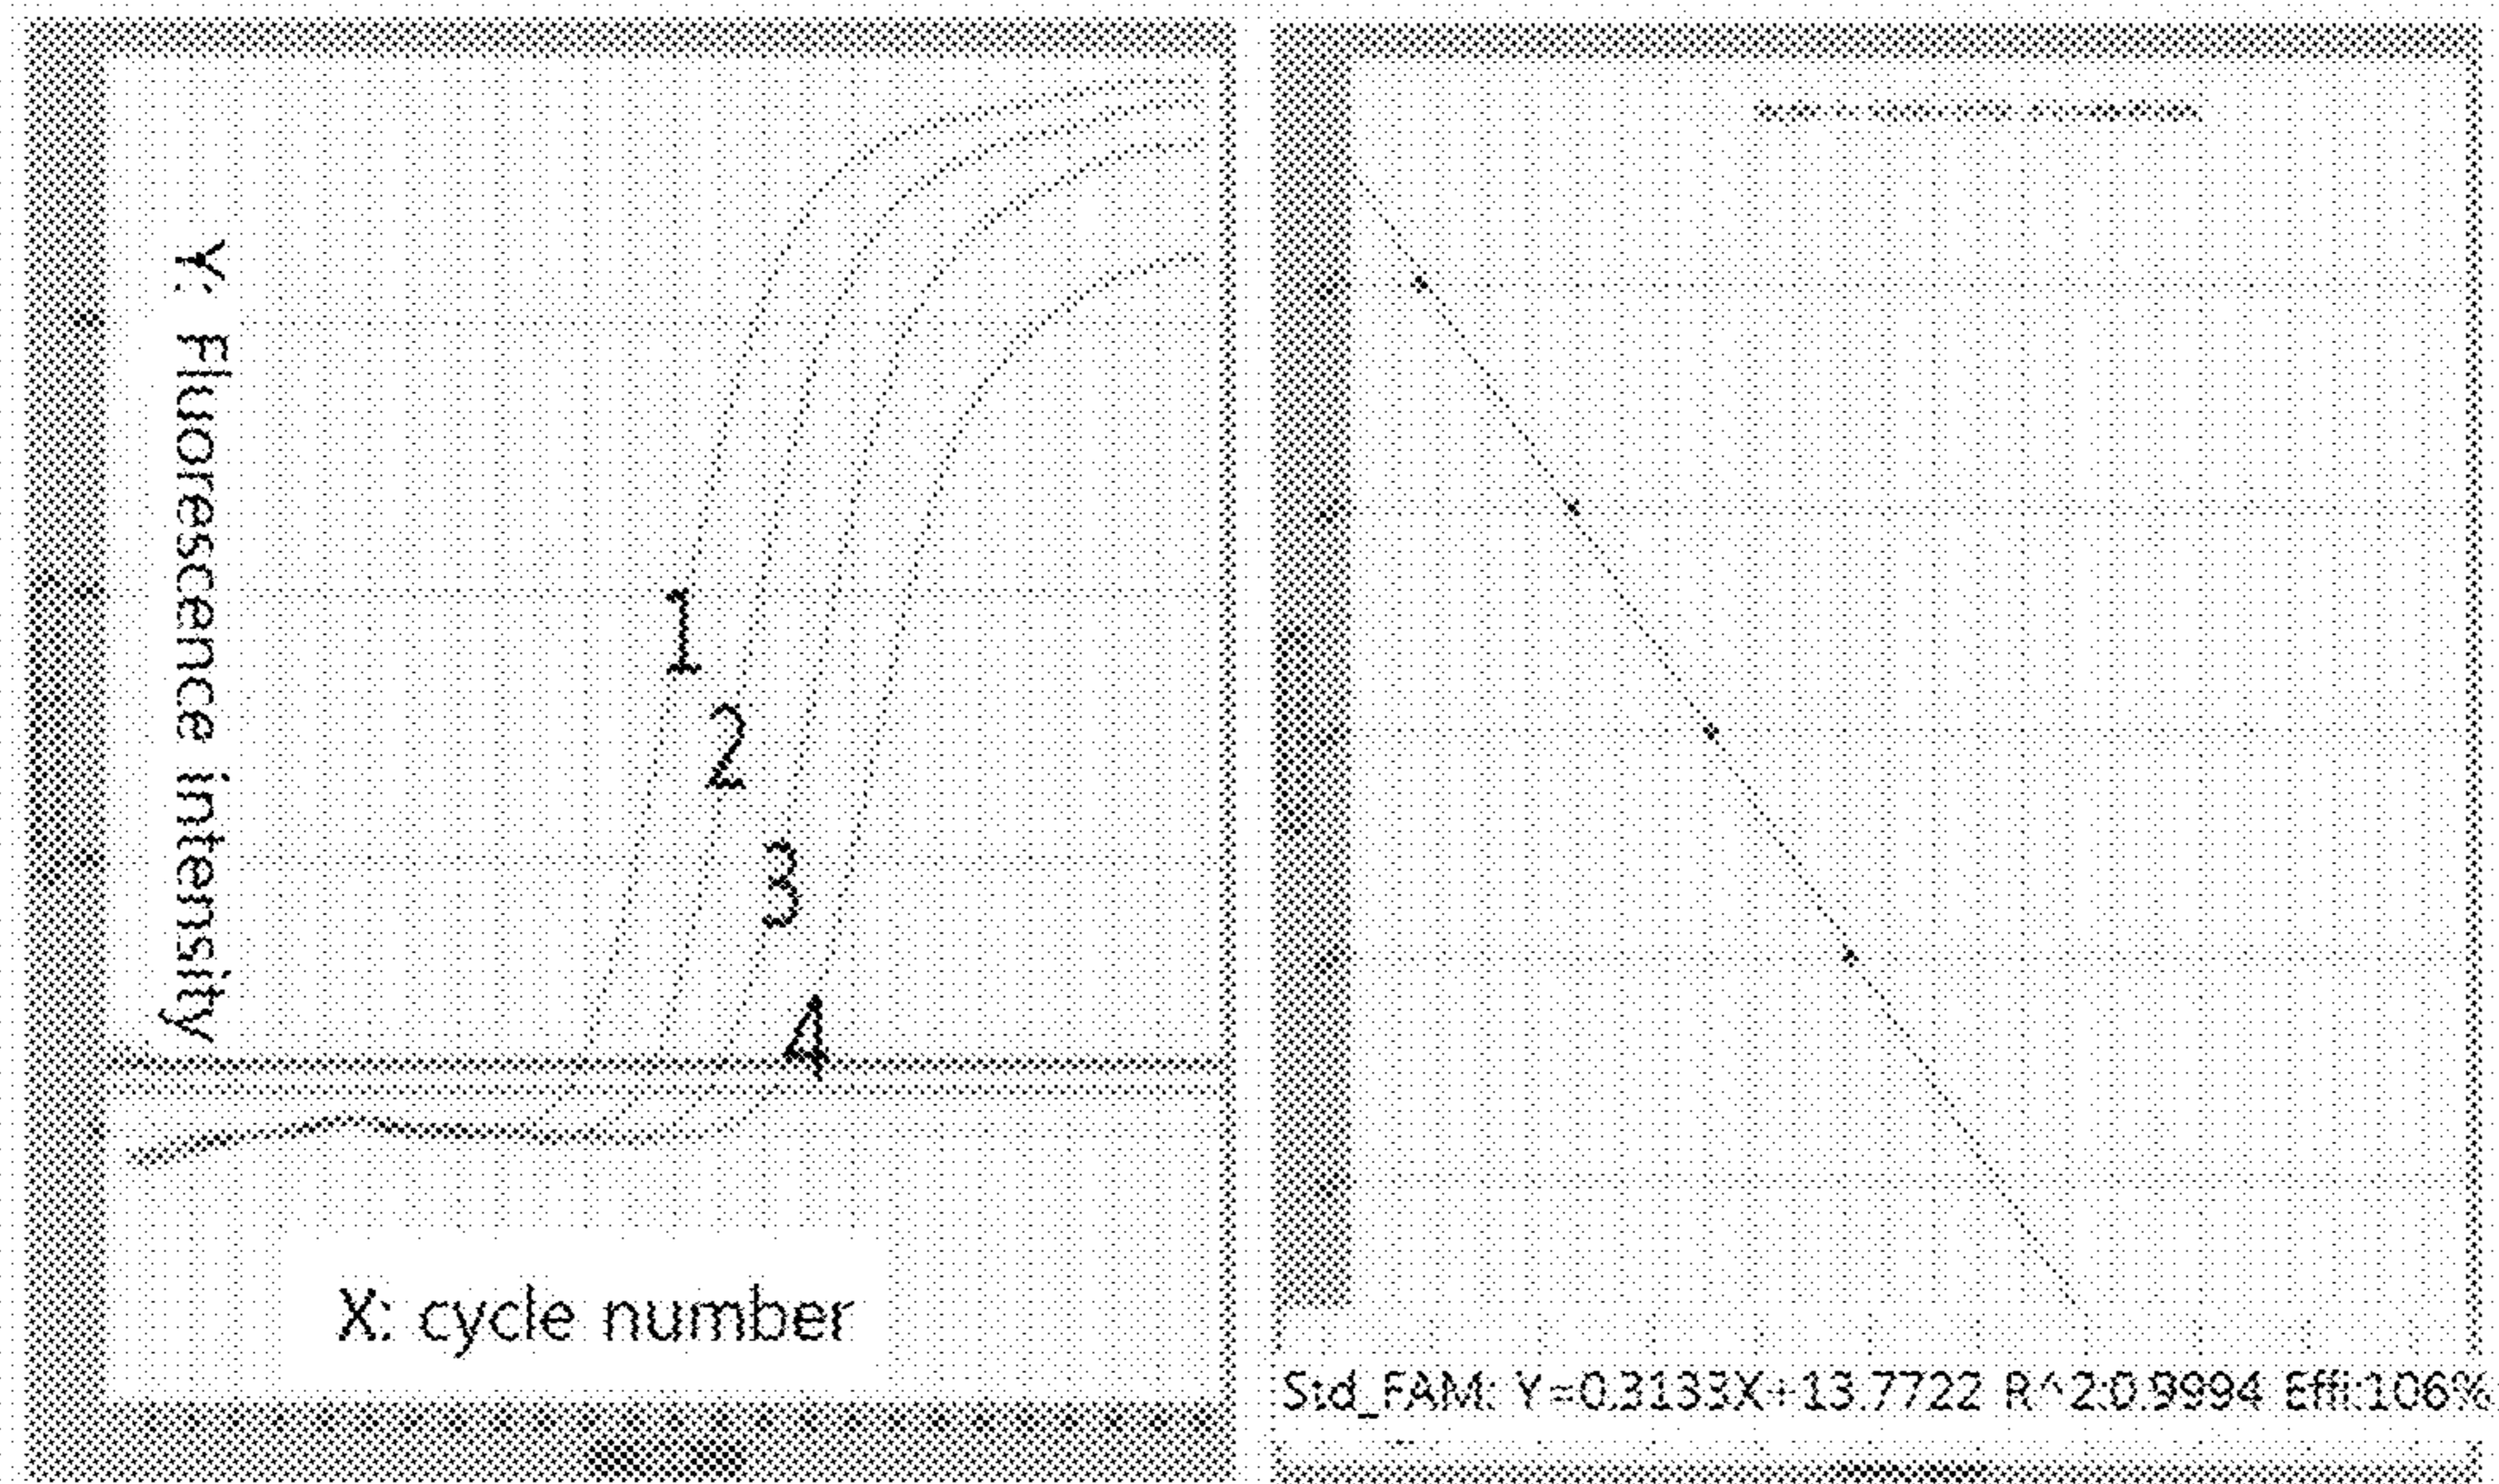 Y: Fluorescence intensity
1
2
3
4
X: cycle number
Std_FAM: Y=0.3133X+13.7722 R^2:0.9994 Effi:106%